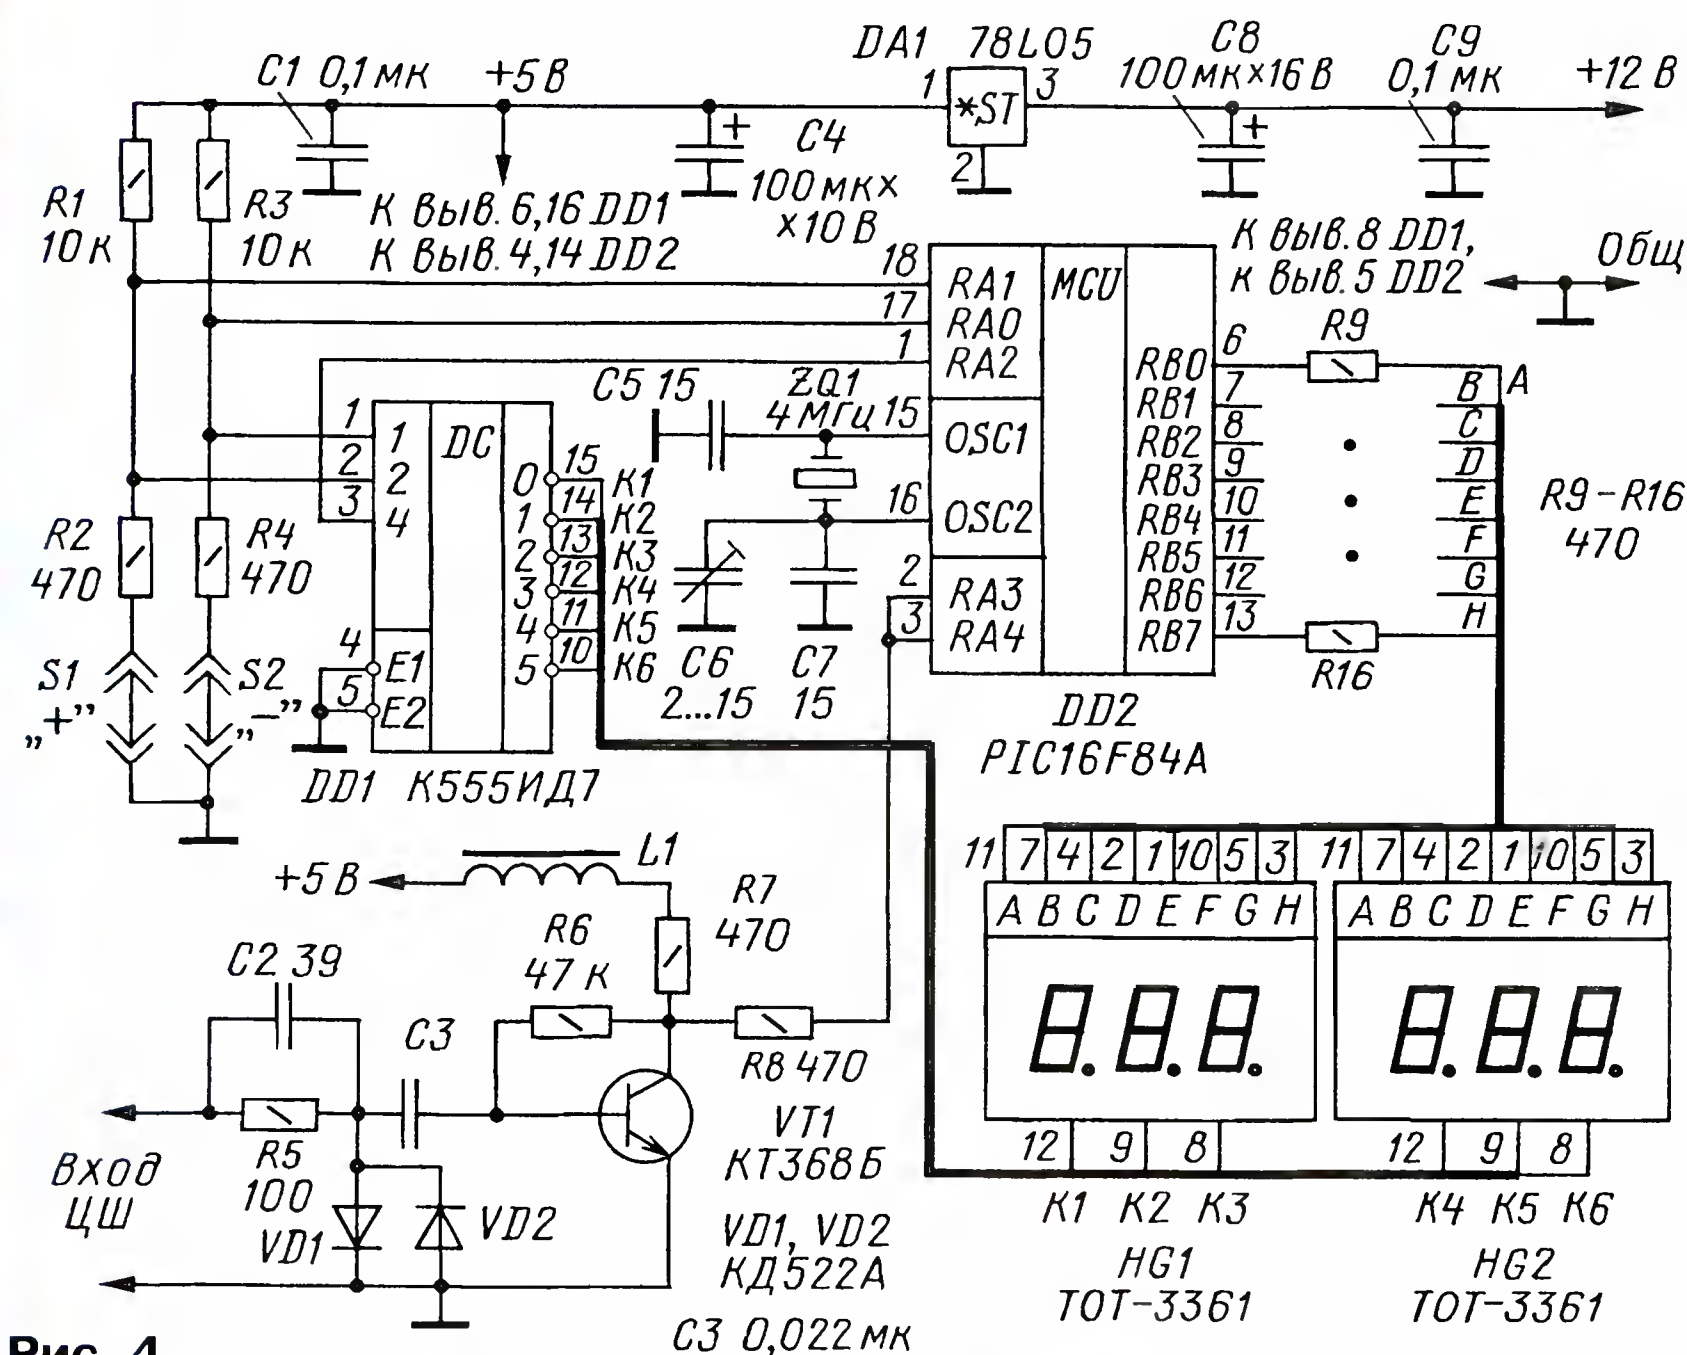 DA1 78L05
C8
100 мк×16 В
C9
0,1 мк
+12 В
C1 0,1 мк
+5 В
1
*ST
3
2
+
C4
100 мк×
×10 В
+
R1
10 к
R3
10 к
К выв. 6,16 DD1
К выв. 4,14 DD2
К выв. 8 DD1,
к выв. 5 DD2
Общ
18
17
1
15
16
2
3
RA1
RA0
RA2
OSC1
OSC2
RA3
RA4
MCU
RB0
RB1
RB2
RB3
RB4
RB5
RB6
RB7
6
7
8
9
10
11
12
13
R9
R16
A
B
C
D
E
F
G
H
R9–R16
470
C5 15
ZQ1
4 МГц
C6
2...15
C7
15
DD2
PIC16F84A
1
2
3
4
5
1
2
4
E1
E2
DC
0
1
2
3
4
5
15
14
13
12
11
10
K1
K2
K3
K4
K5
K6
DD1 К555ИД7
R2
470
R4
470
S1
„+”
S2
„–”
+5 В
L1
R7
470
R6
47 к
C2 39
C3
R8 470
VT1
КТ368Б
R5
100
Вход
ЦШ
VD1
VD2
VD1, VD2
КД522А
C3 0,022 мк
11 7 4 2 1 10 5 3
A B C D E F G H
8.8.8.
12 9 8
K1 K2 K3
HG1
TOT-3361
11 7 4 2 1 10 5 3
A B C D E F G H
8.8.8.
12 9 8
K4 K5 K6
HG2
TOT-3361
Рис. 4